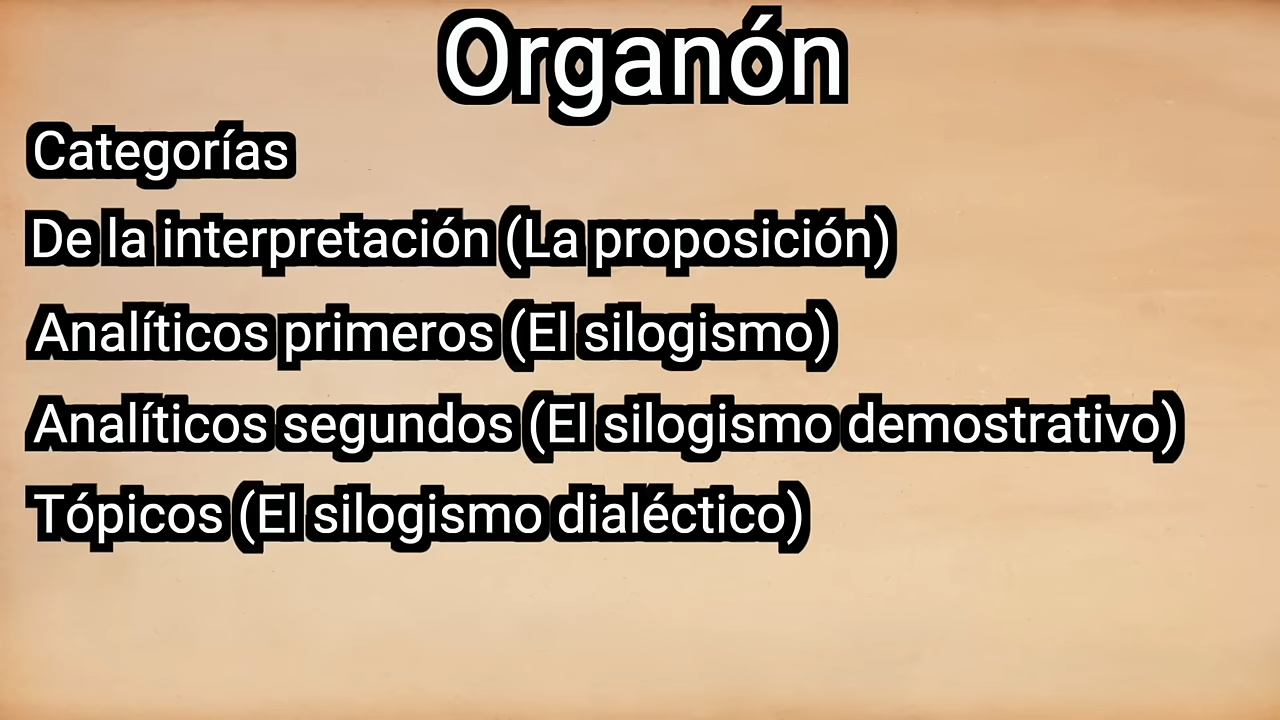 Organón
Categorías
De la interpretación (La proposición)
Analíticos primeros (El silogismo)
Analíticos segundos (El silogismo demostrativo)
Tópicos (El silogismo dialéctico)